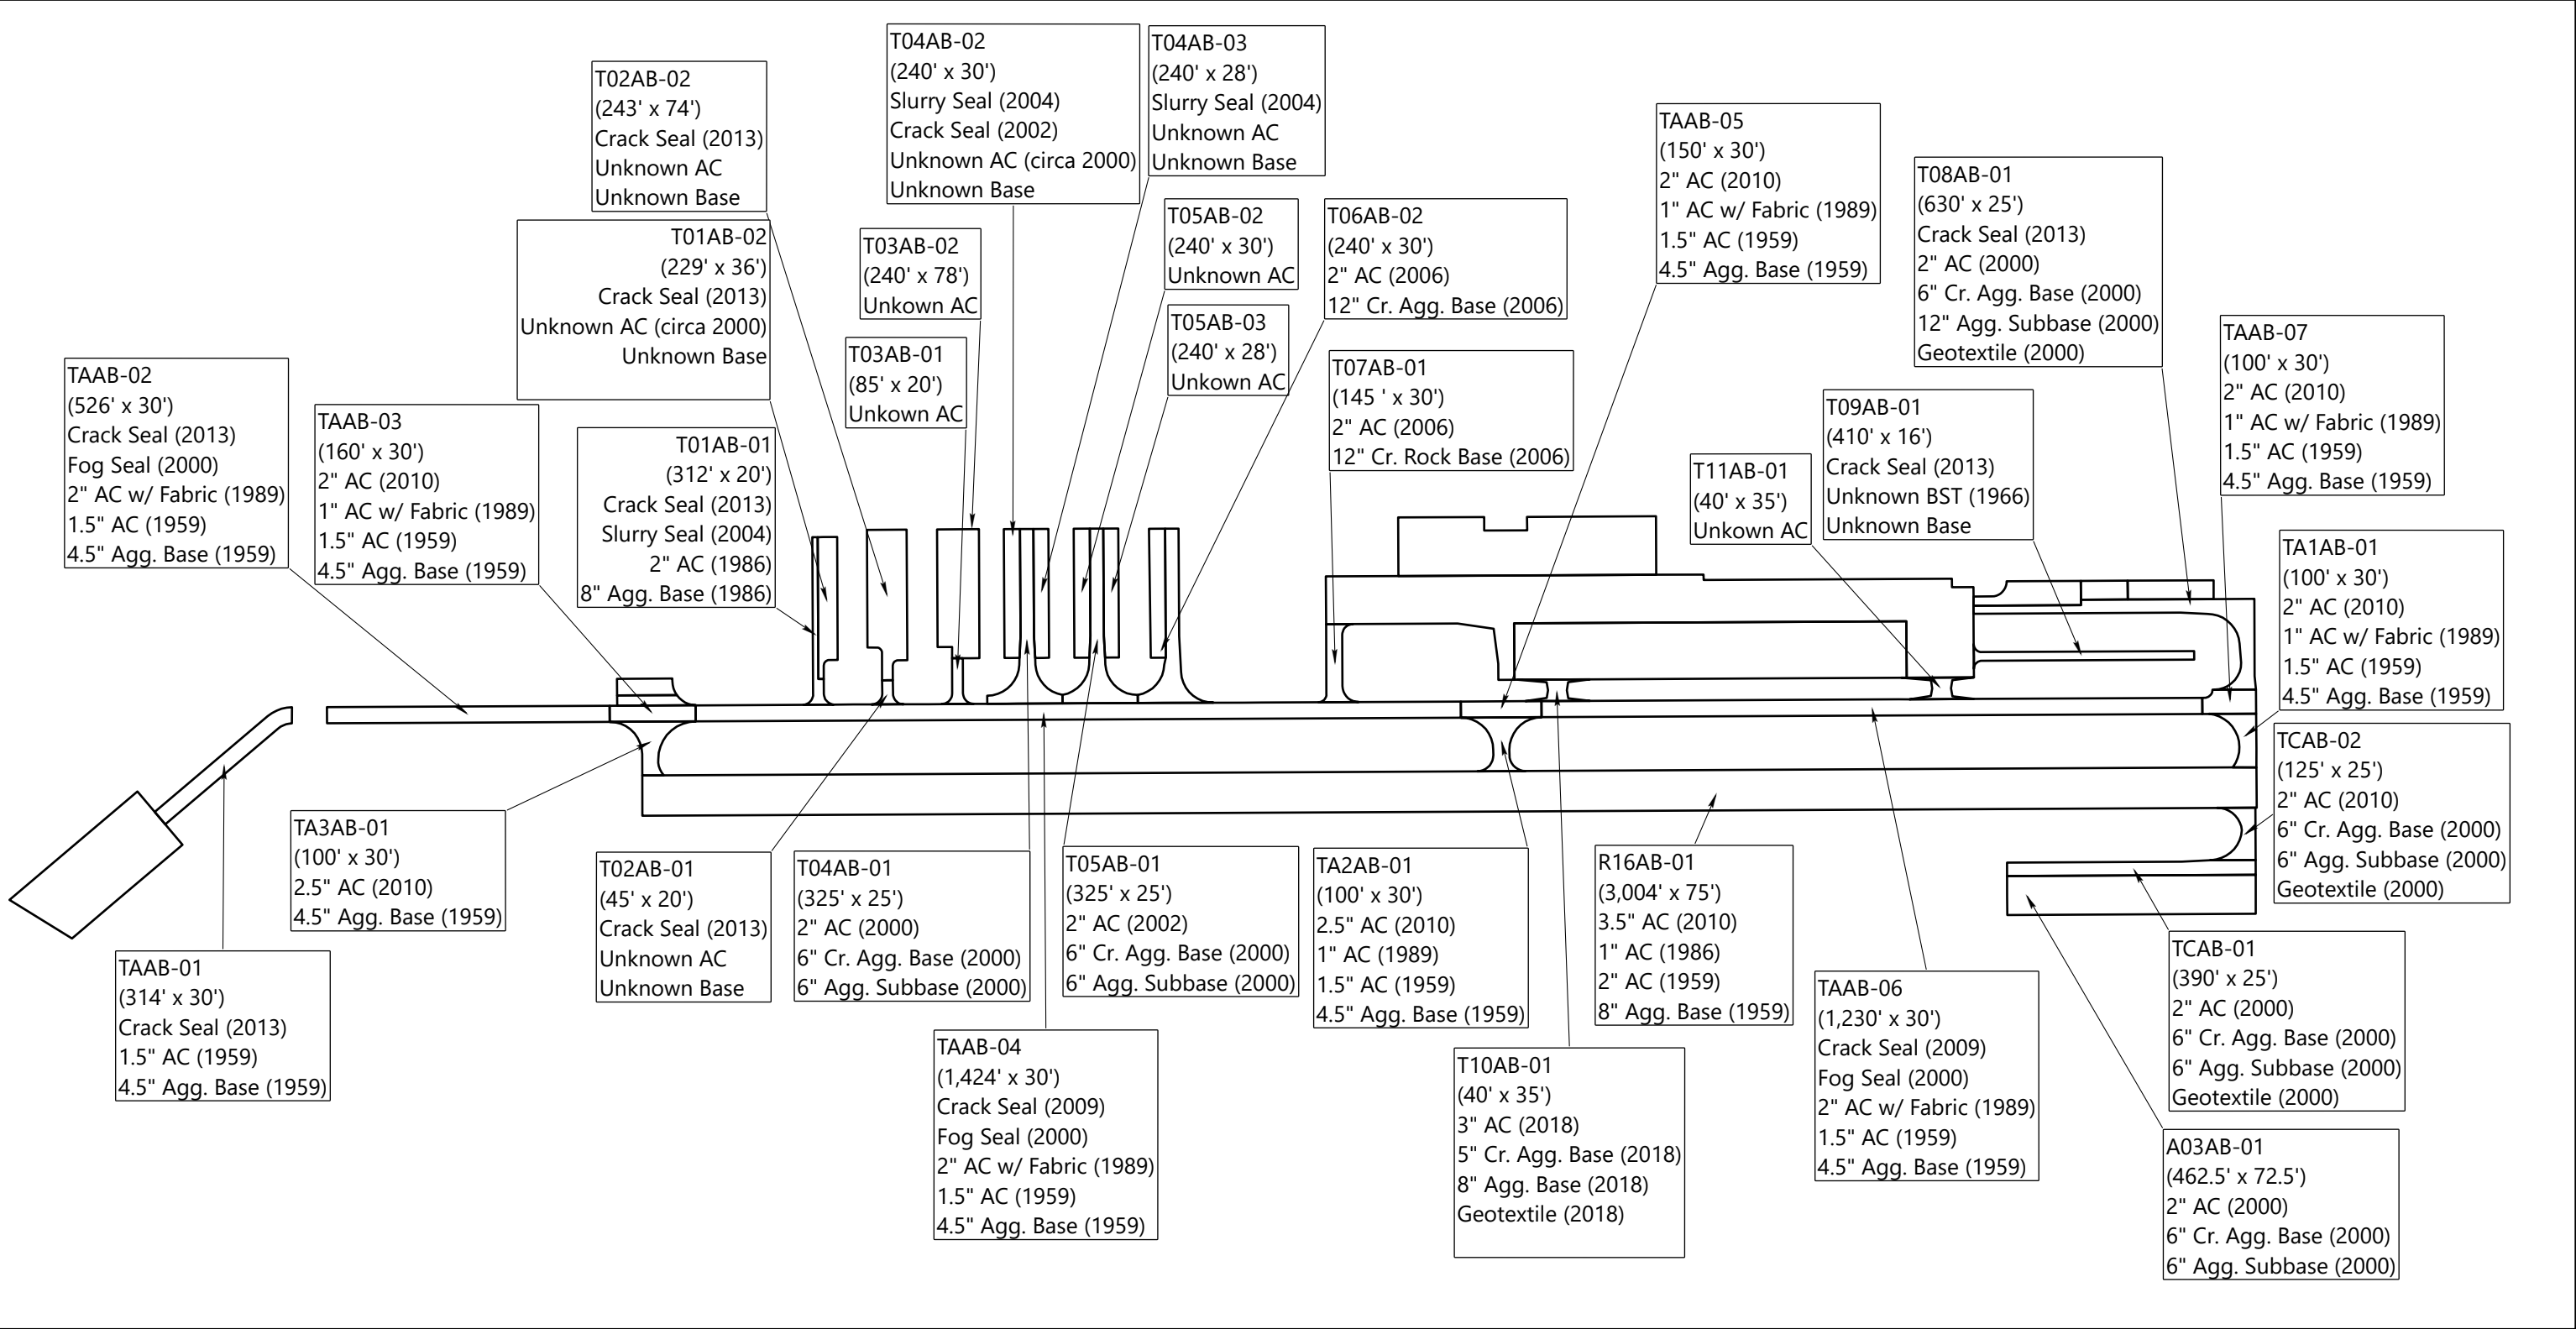 T04AB-02
(240' x 30')
Slurry Seal (2004)
Crack Seal (2002)
Unknown AC (circa 2000)
Unknown Base
T04AB-03
(240' x 28')
Slurry Seal (2004)
Unknown AC
Unknown Base
T02AB-02
(243' x 74')
Crack Seal (2013)
Unknown AC
Unknown Base
TAAB-05
(150' x 30')
2" AC (2010)
1" AC w/ Fabric (1989)
1.5" AC (1959)
4.5" Agg. Base (1959)
T08AB-01
(630' x 25')
Crack Seal (2013)
2" AC (2000)
6" Cr. Agg. Base (2000)
12" Agg. Subbase (2000)
Geotextile (2000)
T01AB-02
(229' x 36')
Crack Seal (2013)
Unknown AC (circa 2000)
Unknown Base
T03AB-02
(240' x 78')
Unkown AC
T05AB-02
(240' x 30')
Unknown AC
T06AB-02
(240' x 30')
2" AC (2006)
12" Cr. Agg. Base (2006)
T05AB-03
(240' x 28')
Unkown AC
T03AB-01
(85' x 20')
Unkown AC
T07AB-01
(145 ' x 30')
2" AC (2006)
12" Cr. Rock Base (2006)
TAAB-07
(100' x 30')
2" AC (2010)
1" AC w/ Fabric (1989)
1.5" AC (1959)
4.5" Agg. Base (1959)
TAAB-02
(526' x 30')
Crack Seal (2013)
Fog Seal (2000)
2" AC w/ Fabric (1989)
1.5" AC (1959)
4.5" Agg. Base (1959)
TAAB-03
(160' x 30')
2" AC (2010)
1" AC w/ Fabric (1989)
1.5" AC (1959)
4.5" Agg. Base (1959)
T01AB-01
(312' x 20')
Crack Seal (2013)
Slurry Seal (2004)
2" AC (1986)
8" Agg. Base (1986)
T09AB-01
(410' x 16')
Crack Seal (2013)
Unknown BST (1966)
Unknown Base
T11AB-01
(40' x 35')
Unkown AC
TA1AB-01
(100' x 30')
2" AC (2010)
1" AC w/ Fabric (1989)
1.5" AC (1959)
4.5" Agg. Base (1959)
TCAB-02
(125' x 25')
2" AC (2010)
6" Cr. Agg. Base (2000)
6" Agg. Subbase (2000)
Geotextile (2000)
TA3AB-01
(100' x 30')
2.5" AC (2010)
4.5" Agg. Base (1959)
T02AB-01
(45' x 20')
Crack Seal (2013)
Unknown AC
Unknown Base
T04AB-01
(325' x 25')
2" AC (2000)
6" Cr. Agg. Base (2000)
6" Agg. Subbase (2000)
T05AB-01
(325' x 25')
2" AC (2002)
6" Cr. Agg. Base (2000)
6" Agg. Subbase (2000)
TA2AB-01
(100' x 30')
2.5" AC (2010)
1" AC (1989)
1.5" AC (1959)
4.5" Agg. Base (1959)
R16AB-01
(3,004' x 75')
3.5" AC (2010)
1" AC (1986)
2" AC (1959)
8" Agg. Base (1959)
TAAB-01
(314' x 30')
Crack Seal (2013)
1.5" AC (1959)
4.5" Agg. Base (1959)
TAAB-04
(1,424' x 30')
Crack Seal (2009)
Fog Seal (2000)
2" AC w/ Fabric (1989)
1.5" AC (1959)
4.5" Agg. Base (1959)
T10AB-01
(40' x 35')
3" AC (2018)
5" Cr. Agg. Base (2018)
8" Agg. Base (2018)
Geotextile (2018)
TAAB-06
(1,230' x 30')
Crack Seal (2009)
Fog Seal (2000)
2" AC w/ Fabric (1989)
1.5" AC (1959)
4.5" Agg. Base (1959)
TCAB-01
(390' x 25')
2" AC (2000)
6" Cr. Agg. Base (2000)
6" Agg. Subbase (2000)
Geotextile (2000)
A03AB-01
(462.5' x 72.5')
2" AC (2000)
6" Cr. Agg. Base (2000)
6" Agg. Subbase (2000)